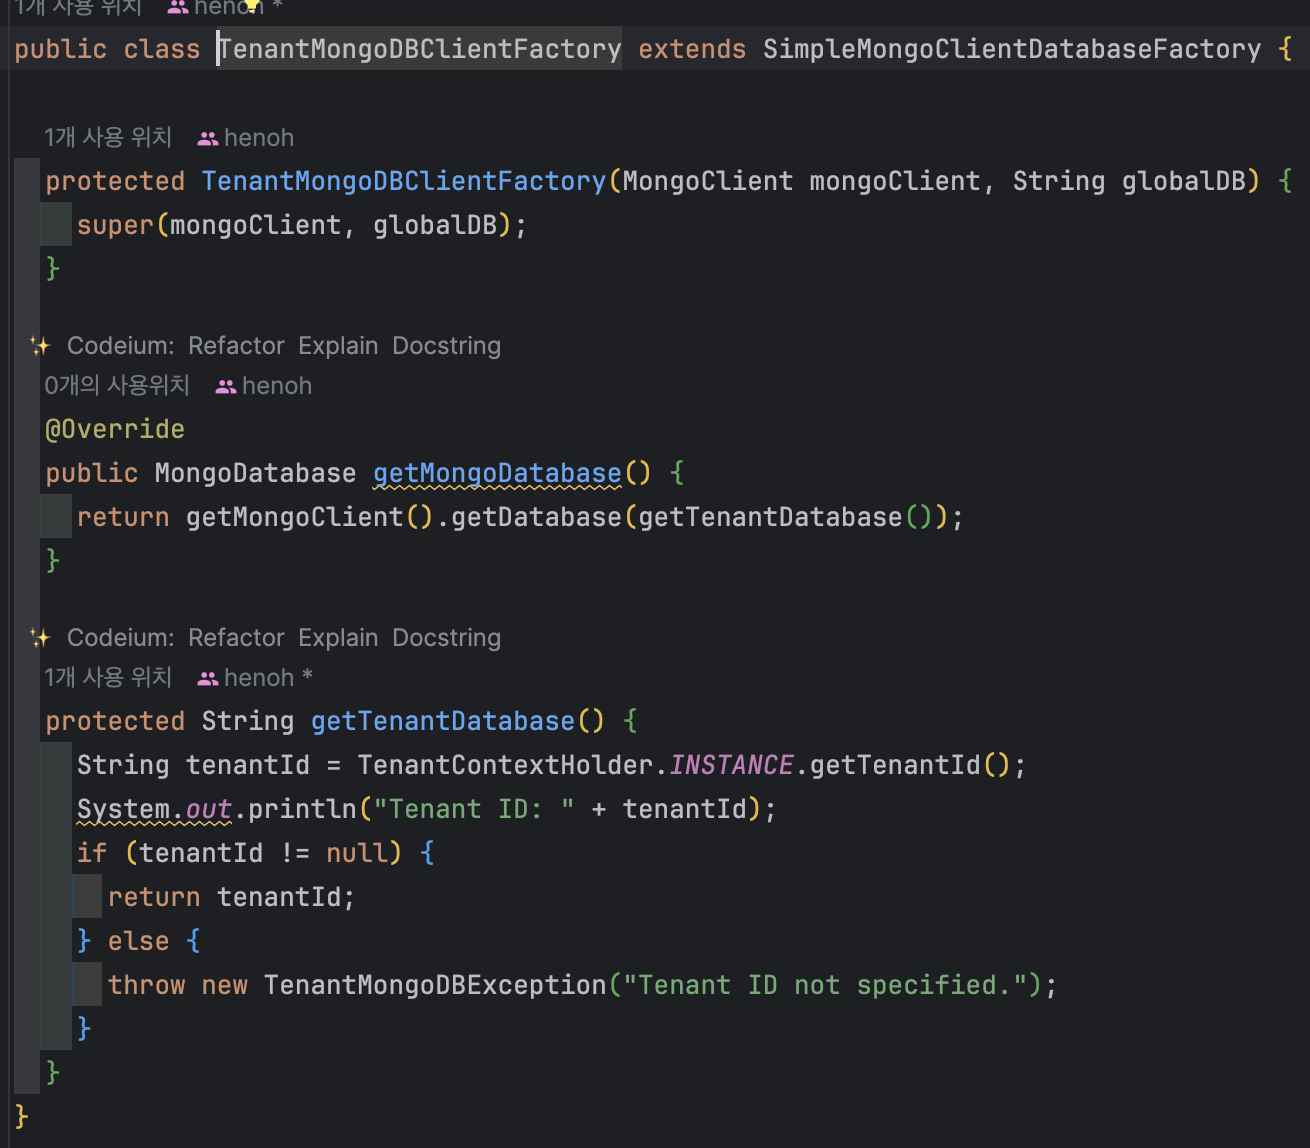 1개 사용 위치 henoh *
public class TenantMongoDBClientFactory extends SimpleMongoClientDatabaseFactory {
1개 사용 위치 henoh
protected TenantMongoDBClientFactory(MongoClient mongoClient, String globalDB) {
super(mongoClient, globalDB);
}
Codeium: Refactor Explain Docstring
0개의 사용위치 henoh
@Override
public MongoDatabase getMongoDatabase() {
return getMongoClient().getDatabase(getTenantDatabase());
}
Codeium: Refactor Explain Docstring
1개 사용 위치 henoh *
protected String getTenantDatabase() {
String tenantId = TenantContextHolder.INSTANCE.getTenantId();
System.out.println("Tenant ID: " + tenantId);
if (tenantId != null) {
return tenantId;
} else {
throw new TenantMongoDBException("Tenant ID not specified.");
}
}
}